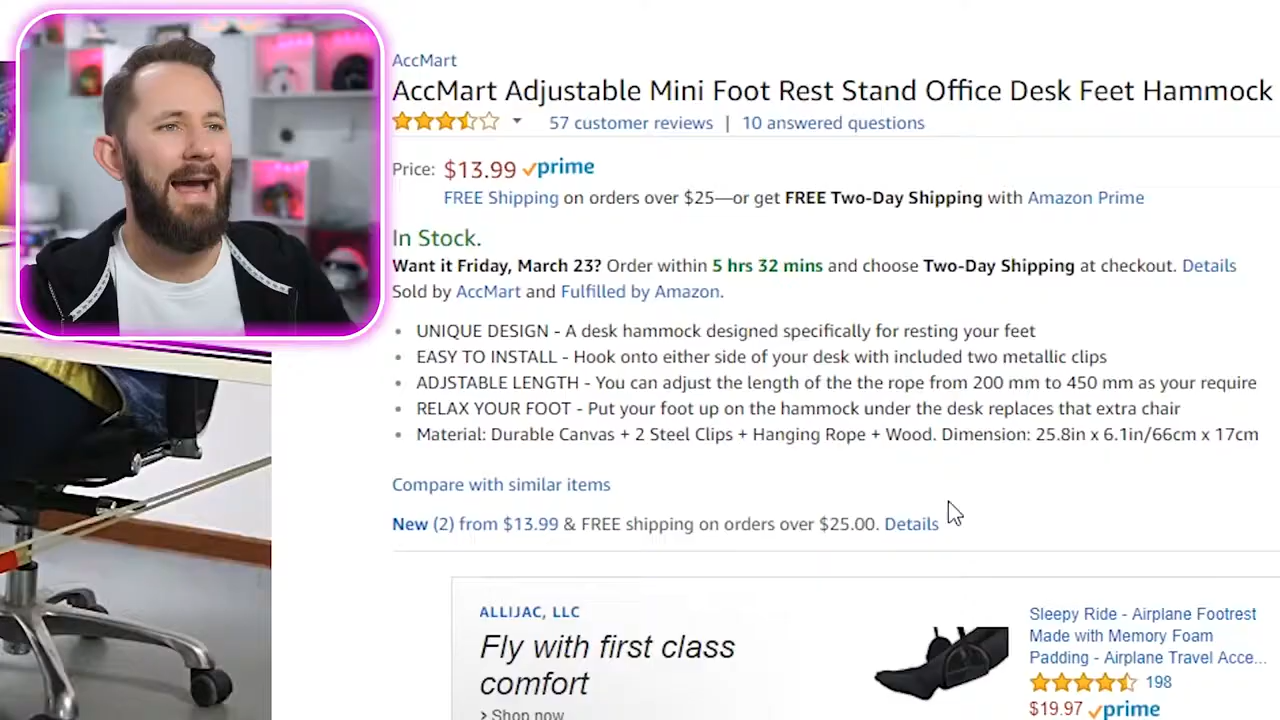 AccMart
AccMart Adjustable Mini Foot Rest Stand Office Desk Feet Hammock
57 customer reviews | 10 answered questions
Price: $13.99 prime
FREE Shipping on orders over $25—or get FREE Two-Day Shipping with Amazon Prime
In Stock.
Want it Friday, March 23? Order within 5 hrs 32 mins and choose Two-Day Shipping at checkout. Details
Sold by AccMart and Fulfilled by Amazon.
• UNIQUE DESIGN - A desk hammock designed specifically for resting your feet
• EASY TO INSTALL - Hook onto either side of your desk with included two metallic clips
• ADJSTABLE LENGTH - You can adjust the length of the the rope from 200 mm to 450 mm as your require
• RELAX YOUR FOOT - Put your foot up on the hammock under the desk replaces that extra chair
• Material: Durable Canvas + 2 Steel Clips + Hanging Rope + Wood. Dimension: 25.8in x 6.1in/66cm x 17cm
Compare with similar items
New (2) from $13.99 & FREE shipping on orders over $25.00. Details
ALLIJAC, LLC
Fly with first class
comfort
› Shop now
Sleepy Ride - Airplane Footrest
Made with Memory Foam
Padding - Airplane Travel Acce...
198
$19.97 prime